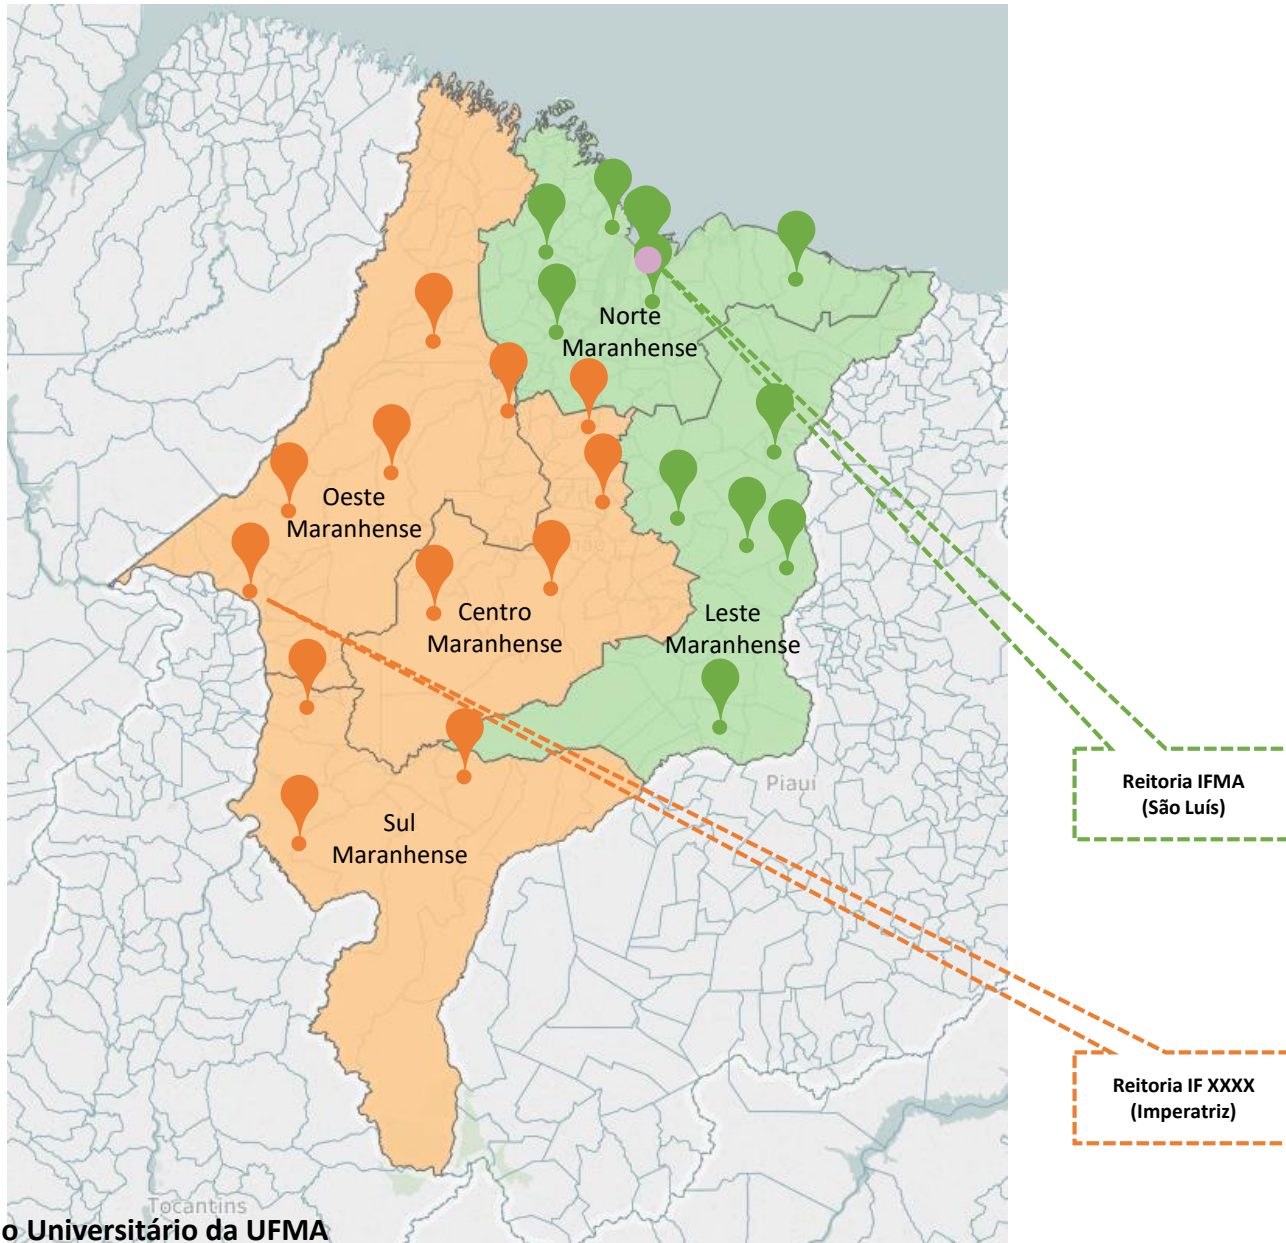 Norte
Maranhense
Oeste
Maranhense
Centro
Maranhense
Leste
Maranhense
Piauí
Reitoria IFMA
(São Luís)
Sul
Maranhense
Reitoria IF XXXX
(Imperatriz)
Tocantins
o Universitário da UFMA